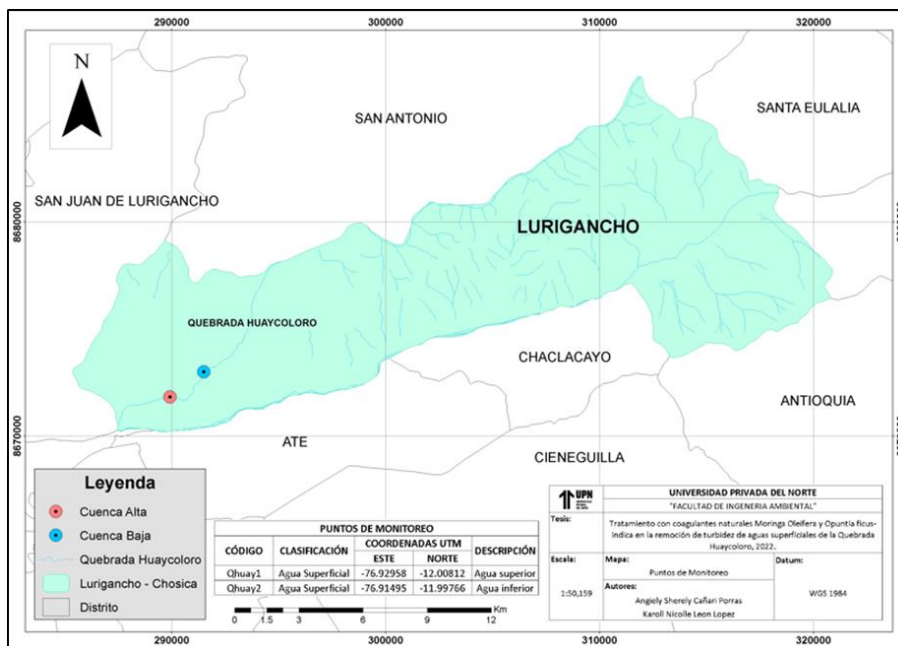 290000 300000 310000 320000
N
SAN ANTONIO
SANTA EULALIA
SAN JUAN DE LURIGANCHO
8680000
LURIGANCHO
QUEBRADA HUAYCOLORO
CHACLACAYO
ANTIOQUIA
8670000
ATE
CIENEGUILLA
Leyenda
Cuenca Alta
Cuenca Baja
Quebrada Huaycoloro
Lurigancho - Chosica
Distrito
PUNTOS DE MONITOREO
CÓDIGO CLASIFICACIÓN COORDENADAS UTM DESCRIPCIÓN
ESTE NORTE
Qhuay1 Agua Superficial -76.92958 -12.00812 Agua superior
Qhuay2 Agua Superficial -76.91495 -11.99766 Agua inferior
Km
0 1.5 3 6 9 12
UPN
UNIVERSIDAD PRIVADA DEL NORTE
"FACULTAD DE INGENERIA AMBIENTAL"
Tesis:
Tratamiento con coagulantes naturales Moringa Oleifera y Opuntia ficus-
Indica en la remoción de turbidez de aguas superficiales de la Quebrada
Huaycoloro, 2022.
Escala:
1:50,159
Mapa:
Puntos de Monitoreo
Autores:
Angiely Sherely Cañari Porras
Karoll Nicolle Leon Lopez
Datum:
WGS 1984
290000 300000 310000 320000